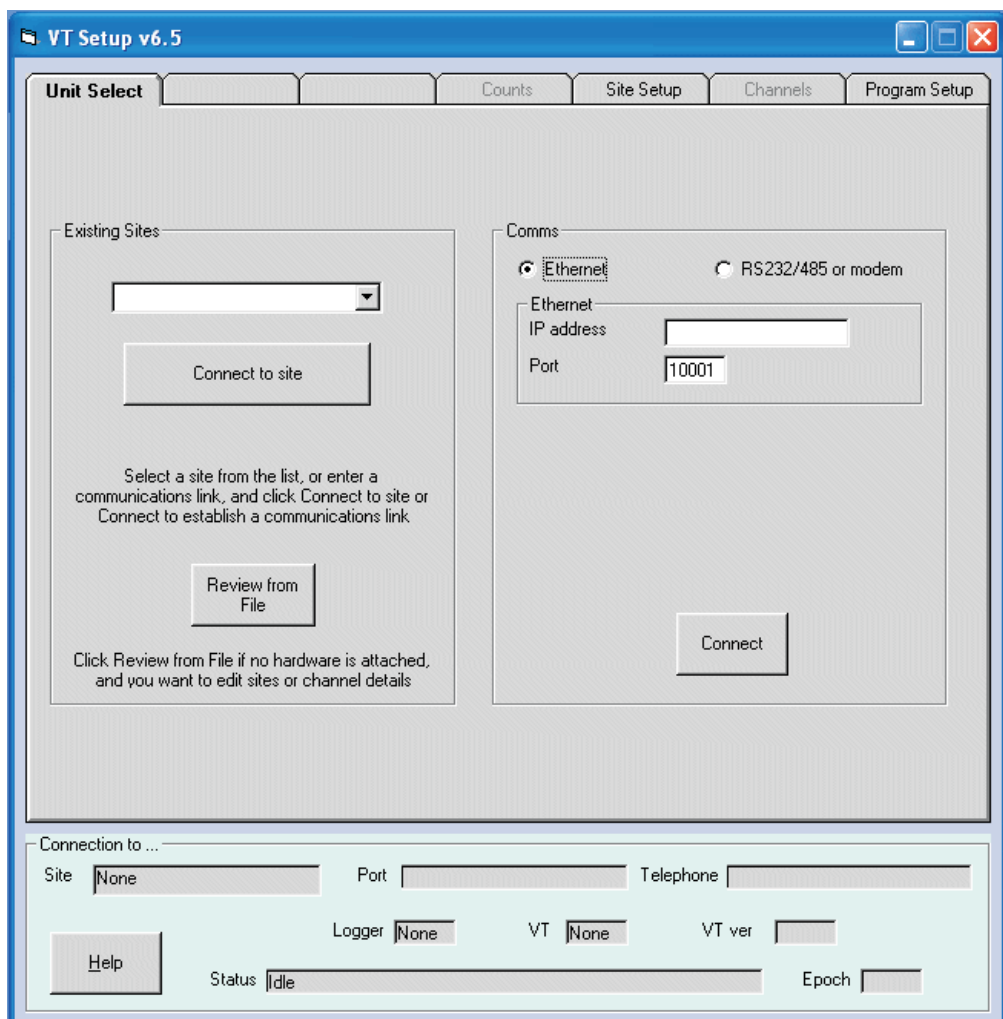 VT Setup v6.5
Unit Select
Counts
Site Setup
Channels
Program Setup
Existing Sites
Connect to site
Select a site from the list, or enter a
communications link, and click Connect to site or
Connect to establish a communications link
Review from
File
Click Review from File if no hardware is attached,
and you want to edit sites or channel details
Comms
Ethernet
RS232/485 or modem
Ethernet
IP address
Port 10001
Connect
Connection to ...
Site None Port Telephone
Logger None VT None VT ver
Help
Status Idle Epoch